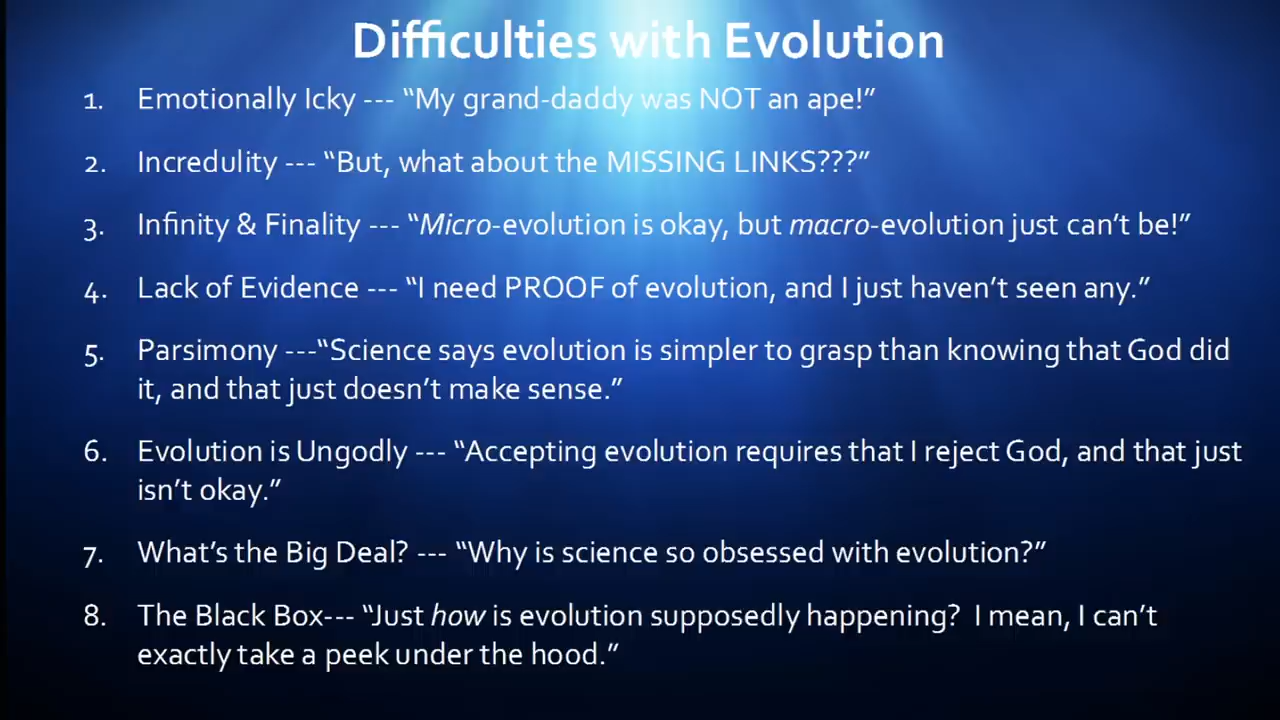 Difficulties with Evolution
1. Emotionally Icky --- “My grand-daddy was NOT an ape!”
2. Incredulity --- “But, what about the MISSING LINKS???”
3. Infinity & Finality --- “Micro-evolution is okay, but macro-evolution just can’t be!”
4. Lack of Evidence --- “I need PROOF of evolution, and I just haven’t seen any.”
5. Parsimony ---“Science says evolution is simpler to grasp than knowing that God did
it, and that just doesn’t make sense.”
6. Evolution is Ungodly --- “Accepting evolution requires that I reject God, and that just
isn’t okay.”
7. What’s the Big Deal? --- “Why is science so obsessed with evolution?”
8. The Black Box--- “Just how is evolution supposedly happening?  I mean, I can’t
exactly take a peek under the hood.”